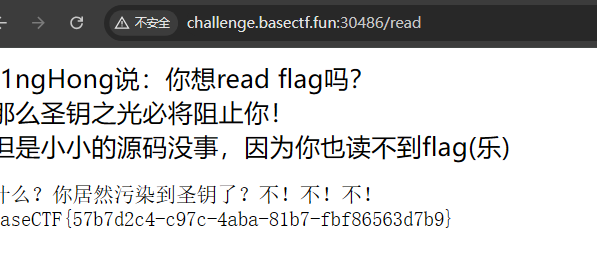 不安全 challenge.basectf.fun:30486/read
1ngHong说：你想read flag吗？
那么圣钥之光必将阻止你！
但是小小的源码没事，因为你也读不到flag(乐)
什么？你居然污染到圣钥了？不！不！不！
aseCTF{57b7d2c4-c97c-4aba-81b7-fbf86563d7b9}